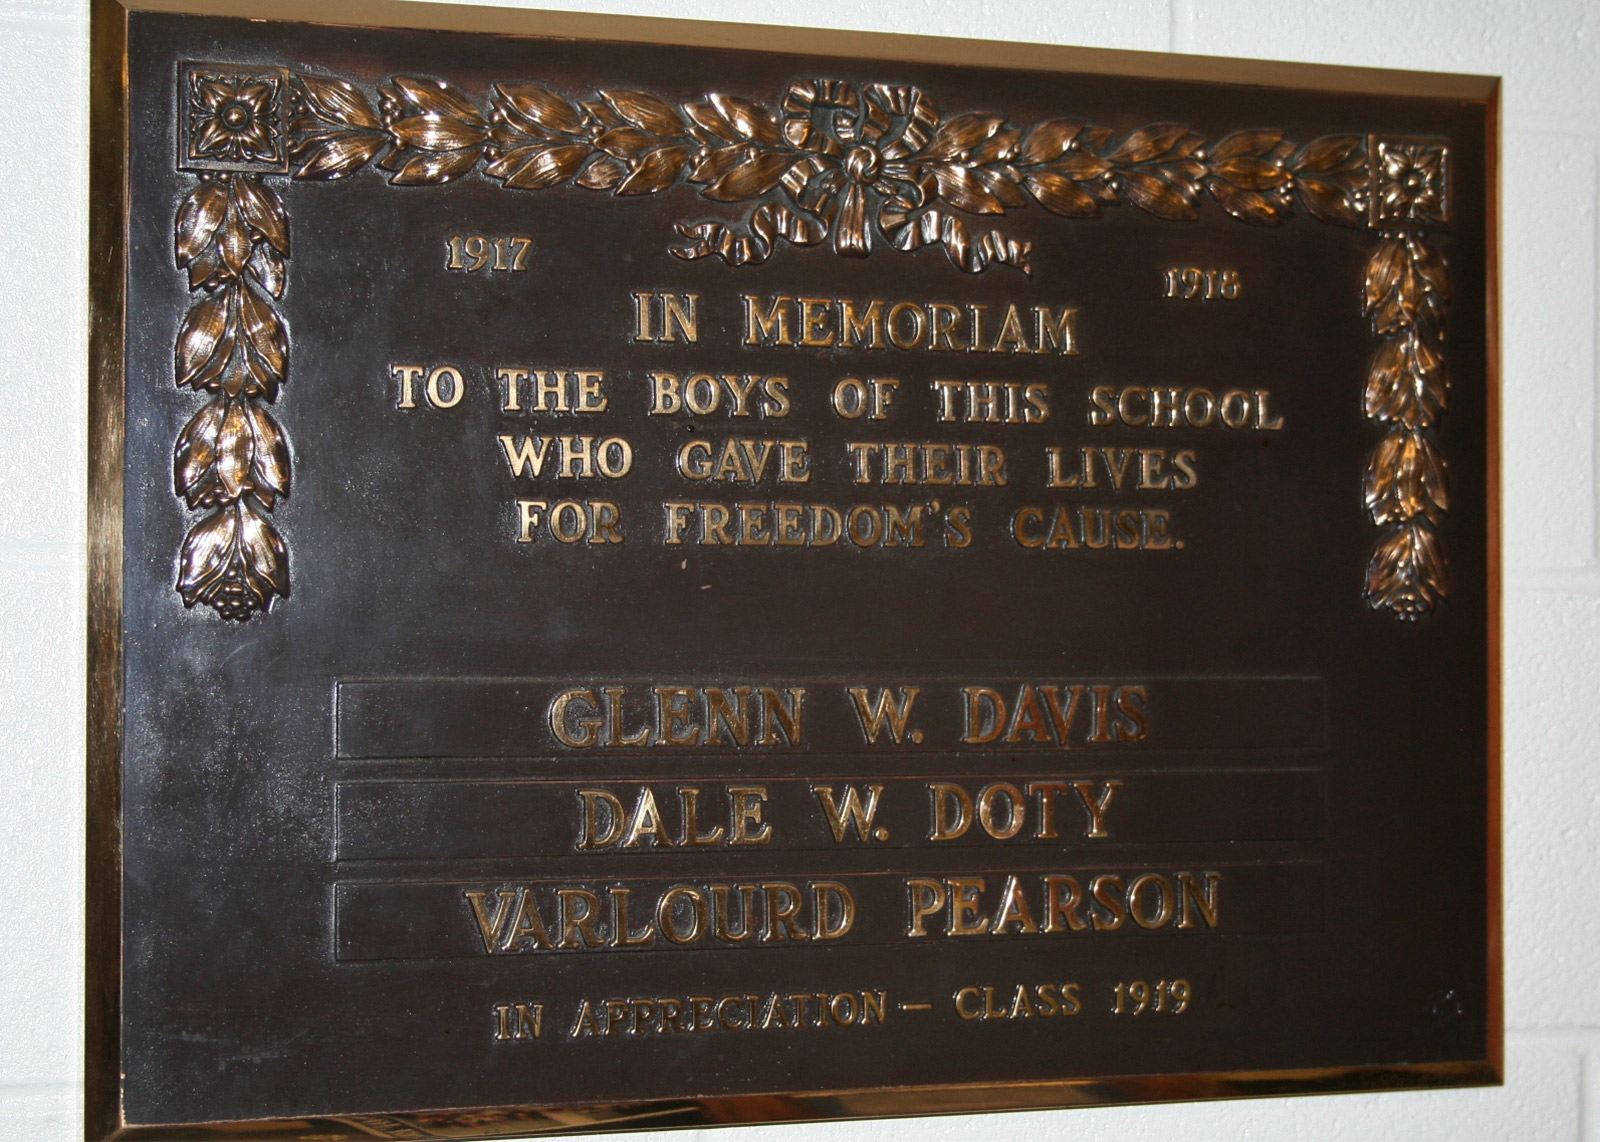 1917 1918
IN MEMORIAM
TO THE BOYS OF THIS SCHOOL
WHO GAVE THEIR LIVES
FOR FREEDOM'S CAUSE.
GLENN W. DAVIS
DALE W. DOTY
VARLOURD PEARSON
IN APPRECIATION — CLASS 1919